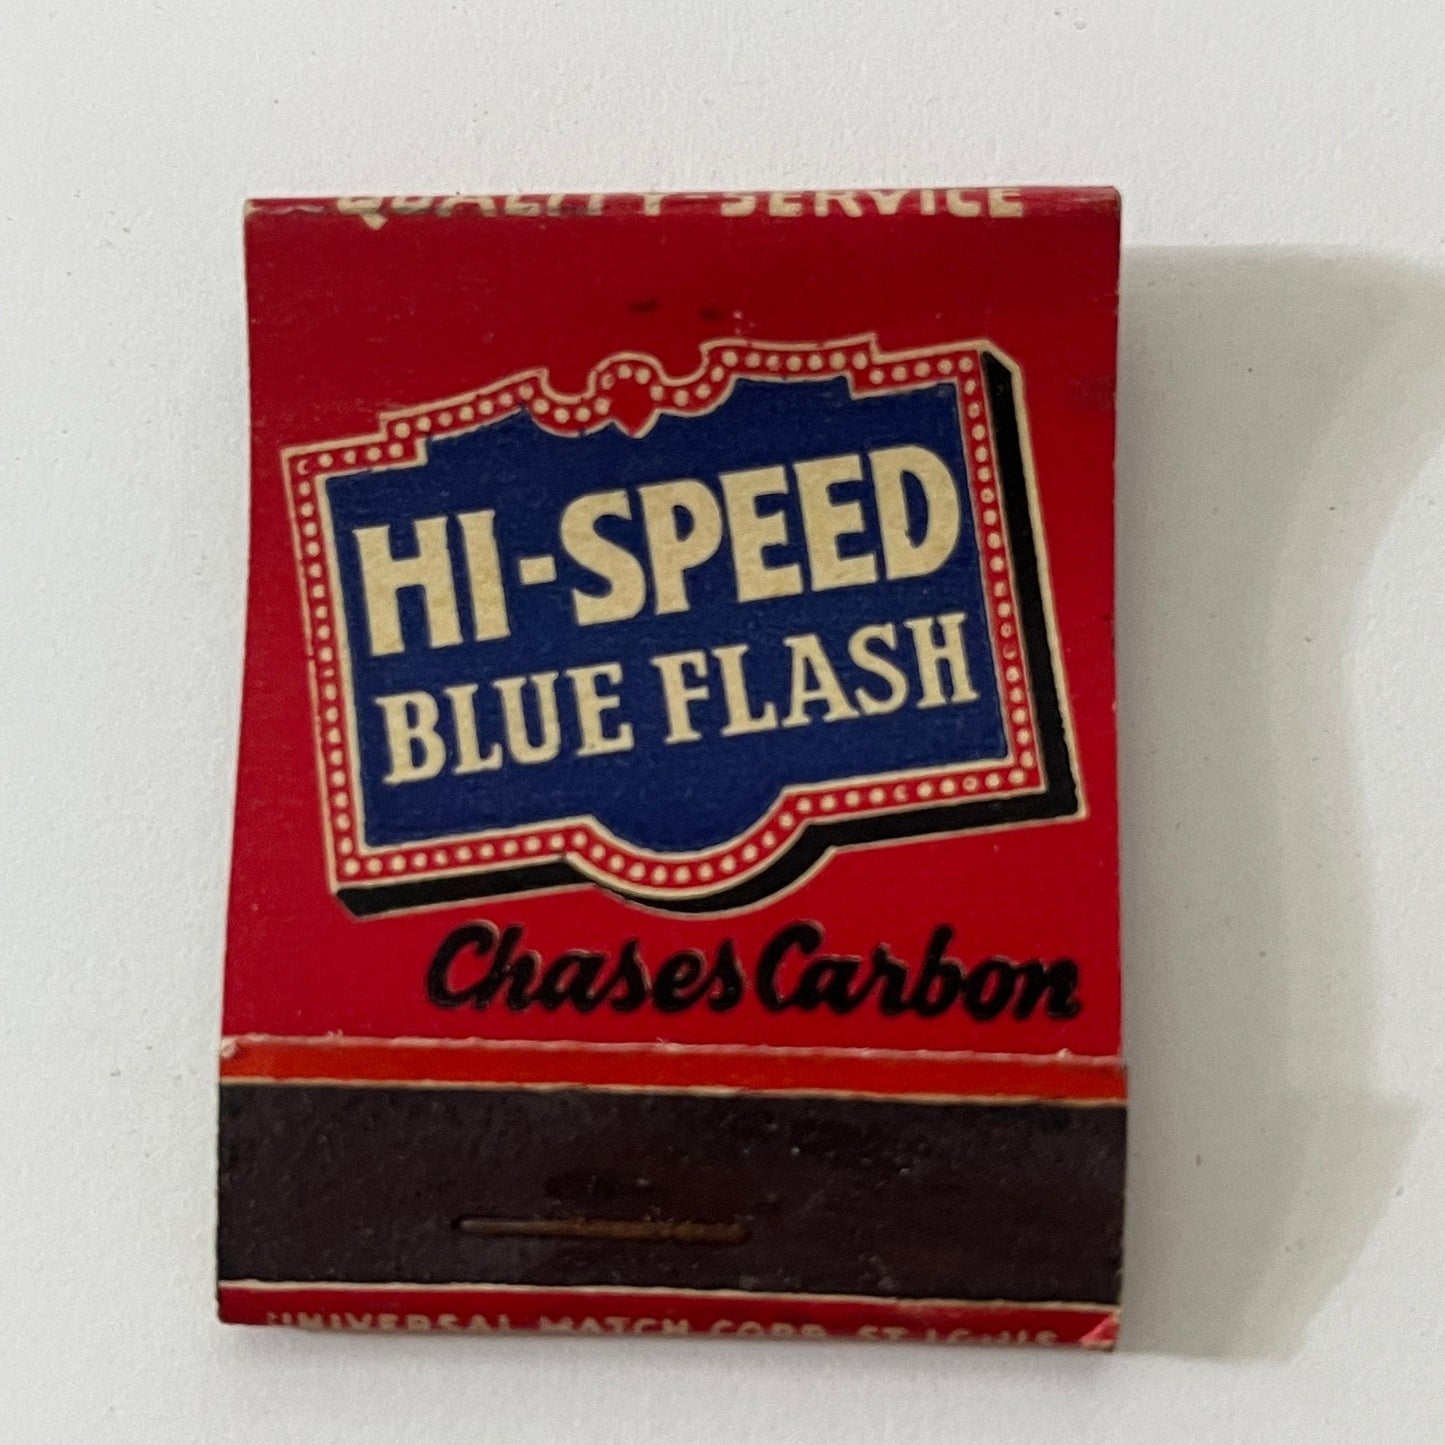 QUALITY-SERVICE
HI-SPEED
BLUE FLASH
Chases Carbon
UNIVERSAL MATCH CORP. ST. LOUIS